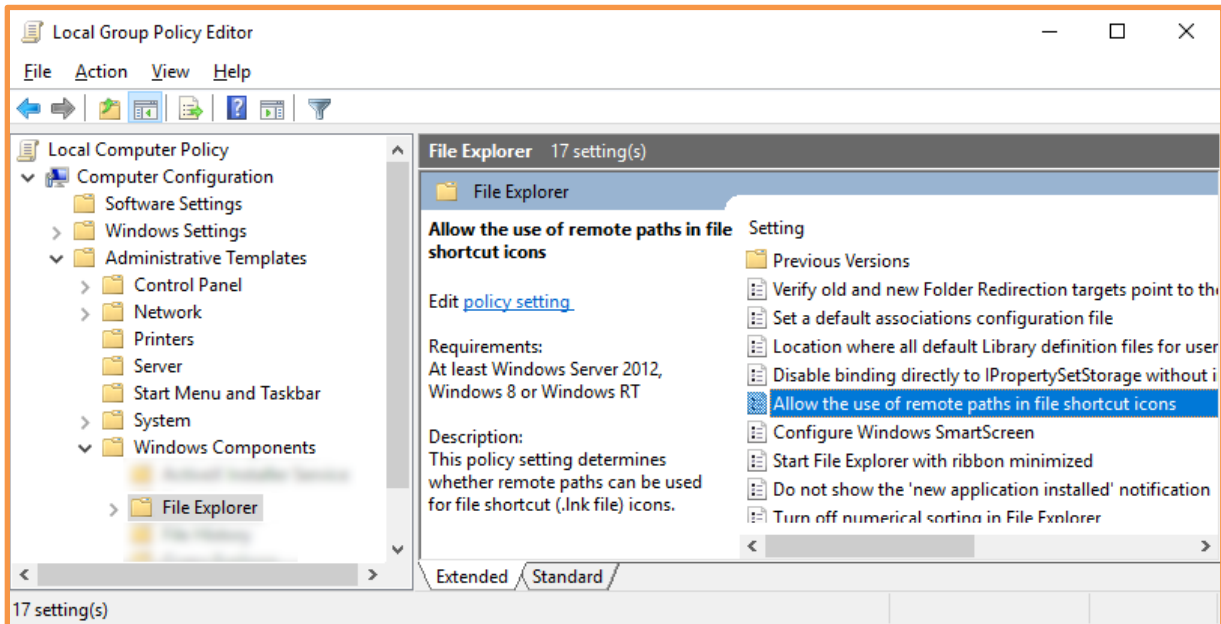 Local Group Policy Editor
File Action View Help
Local Computer Policy
Computer Configuration
Software Settings
Windows Settings
Administrative Templates
Control Panel
Network
Printers
Server
Start Menu and Taskbar
System
Windows Components
File Explorer
File Explorer 17 setting(s)
File Explorer
Allow the use of remote paths in file
shortcut icons
Edit policy setting
Requirements:
At least Windows Server 2012,
Windows 8 or Windows RT
Description:
This policy setting determines
whether remote paths can be used
for file shortcut (.lnk file) icons.
Setting
Previous Versions
Verify old and new Folder Redirection targets point to the
Set a default associations configuration file
Location where all default Library definition files for user
Disable binding directly to IPropertySetStorage without i
Allow the use of remote paths in file shortcut icons
Configure Windows SmartScreen
Start File Explorer with ribbon minimized
Do not show the 'new application installed' notification
Turn off numerical sorting in File Explorer
Extended Standard
17 setting(s)